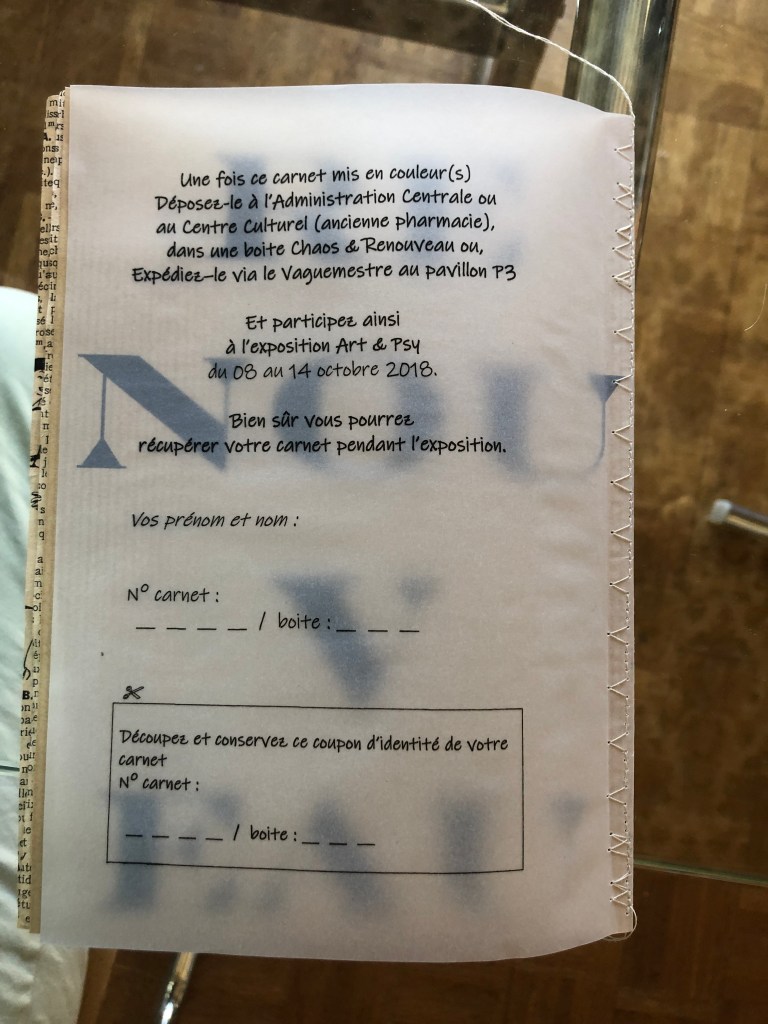 Une fois ce carnet mis en couleur(s)
Déposez-le à l'Administration Centrale ou
au Centre Culturel (ancienne pharmacie),
dans une boite Chaos & Renouveau ou,
Expédiez-le via le Vaguemestre au pavillon P3
Et participez ainsi
à l'exposition Art & Psy
du 08 au 14 octobre 2018.
NOU
Bien sûr vous pourrez
récupérer votre carnet pendant l'exposition.
Vos prénom et nom :
N° carnet :
_ _ _ _ / boite : _ _ _
V
Découpez et conservez ce coupon d'identité de votre
carnet
N° carnet :
_ _ _ _ / boite : _ _ _